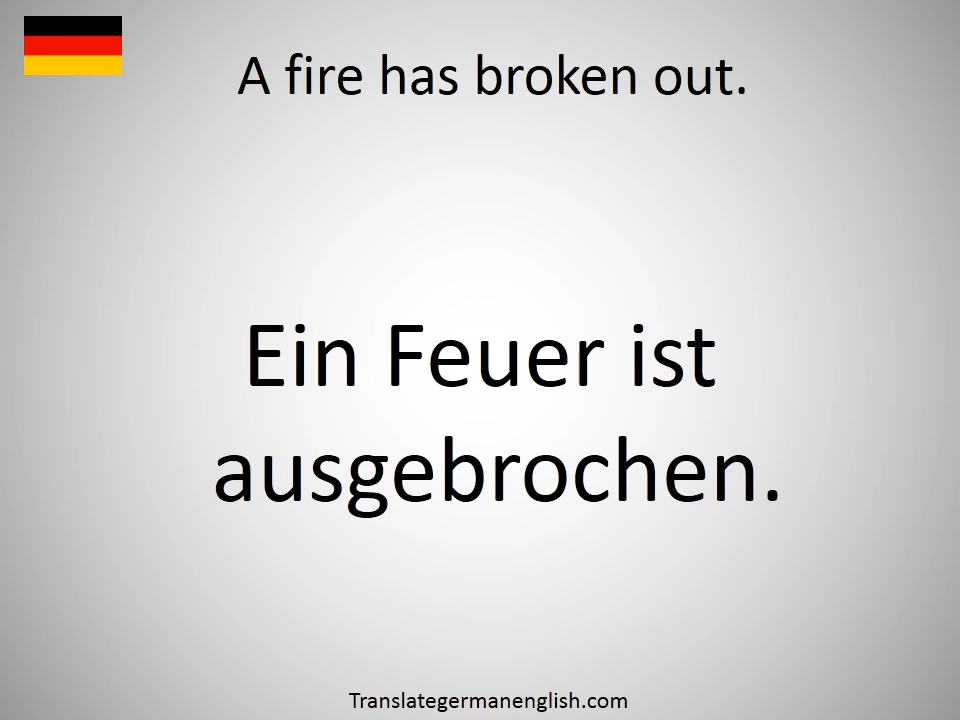 A fire has broken out.
Ein Feuer ist
ausgebrochen.
Translategermanenglish.com